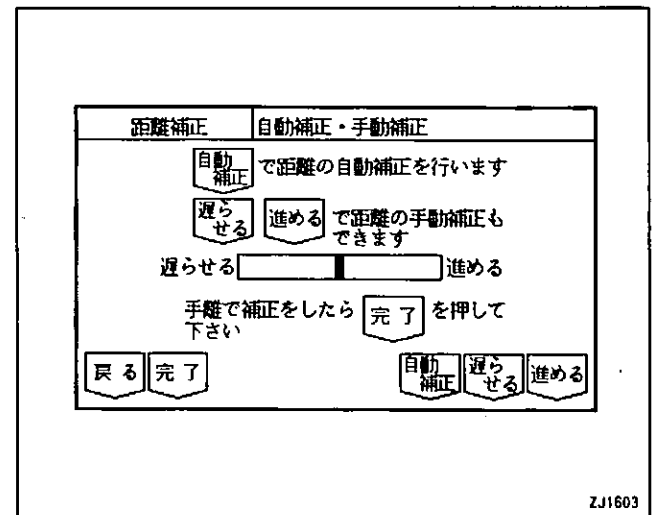 距離補正 自動補正・手動補正
自動補正 で距離の自動補正を行います
遅らせる 進める で距離の手動補正も
できます
遅らせる 進める
手離で補正をしたら 完了 を押して
下さい
戻る 完了 自動補正 遅らせる 進める
ZJ1603